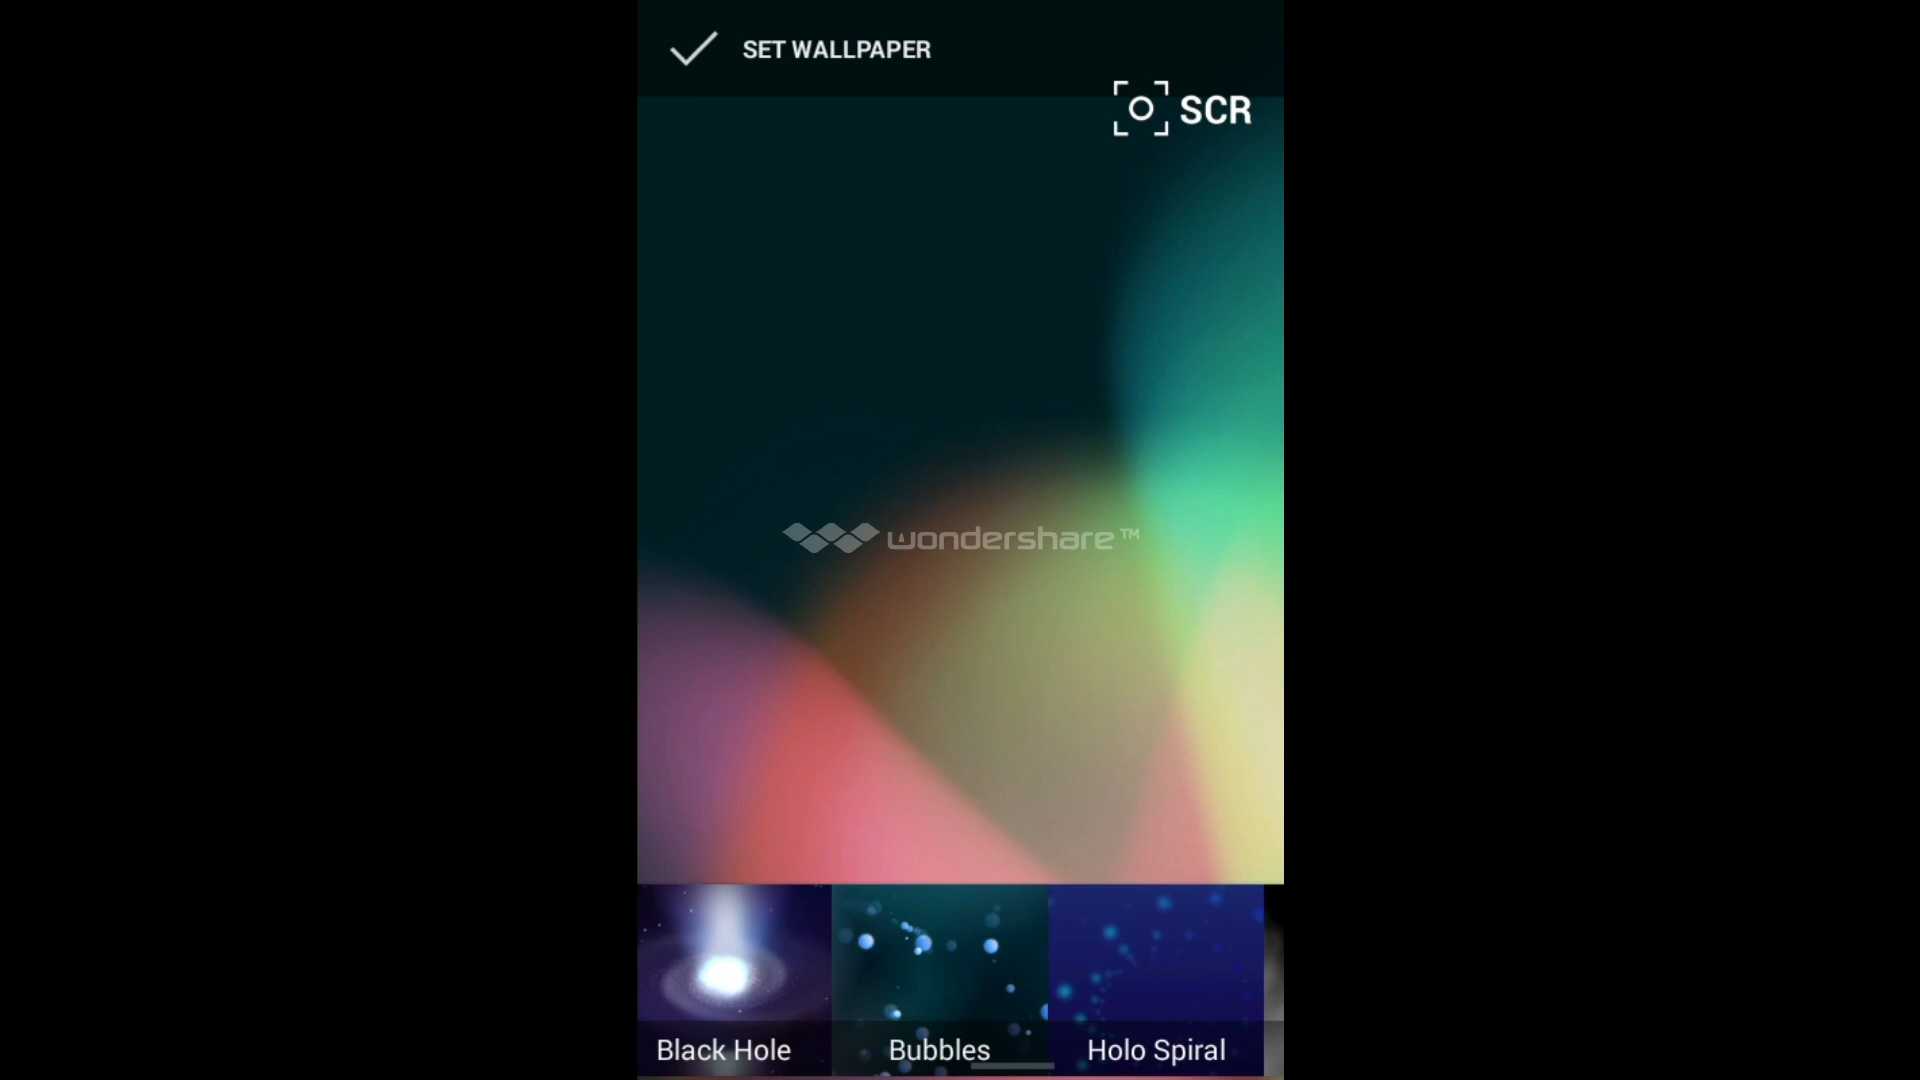 SET WALLPAPER
SCR
wondershare™
Black Hole
Bubbles
Holo Spiral